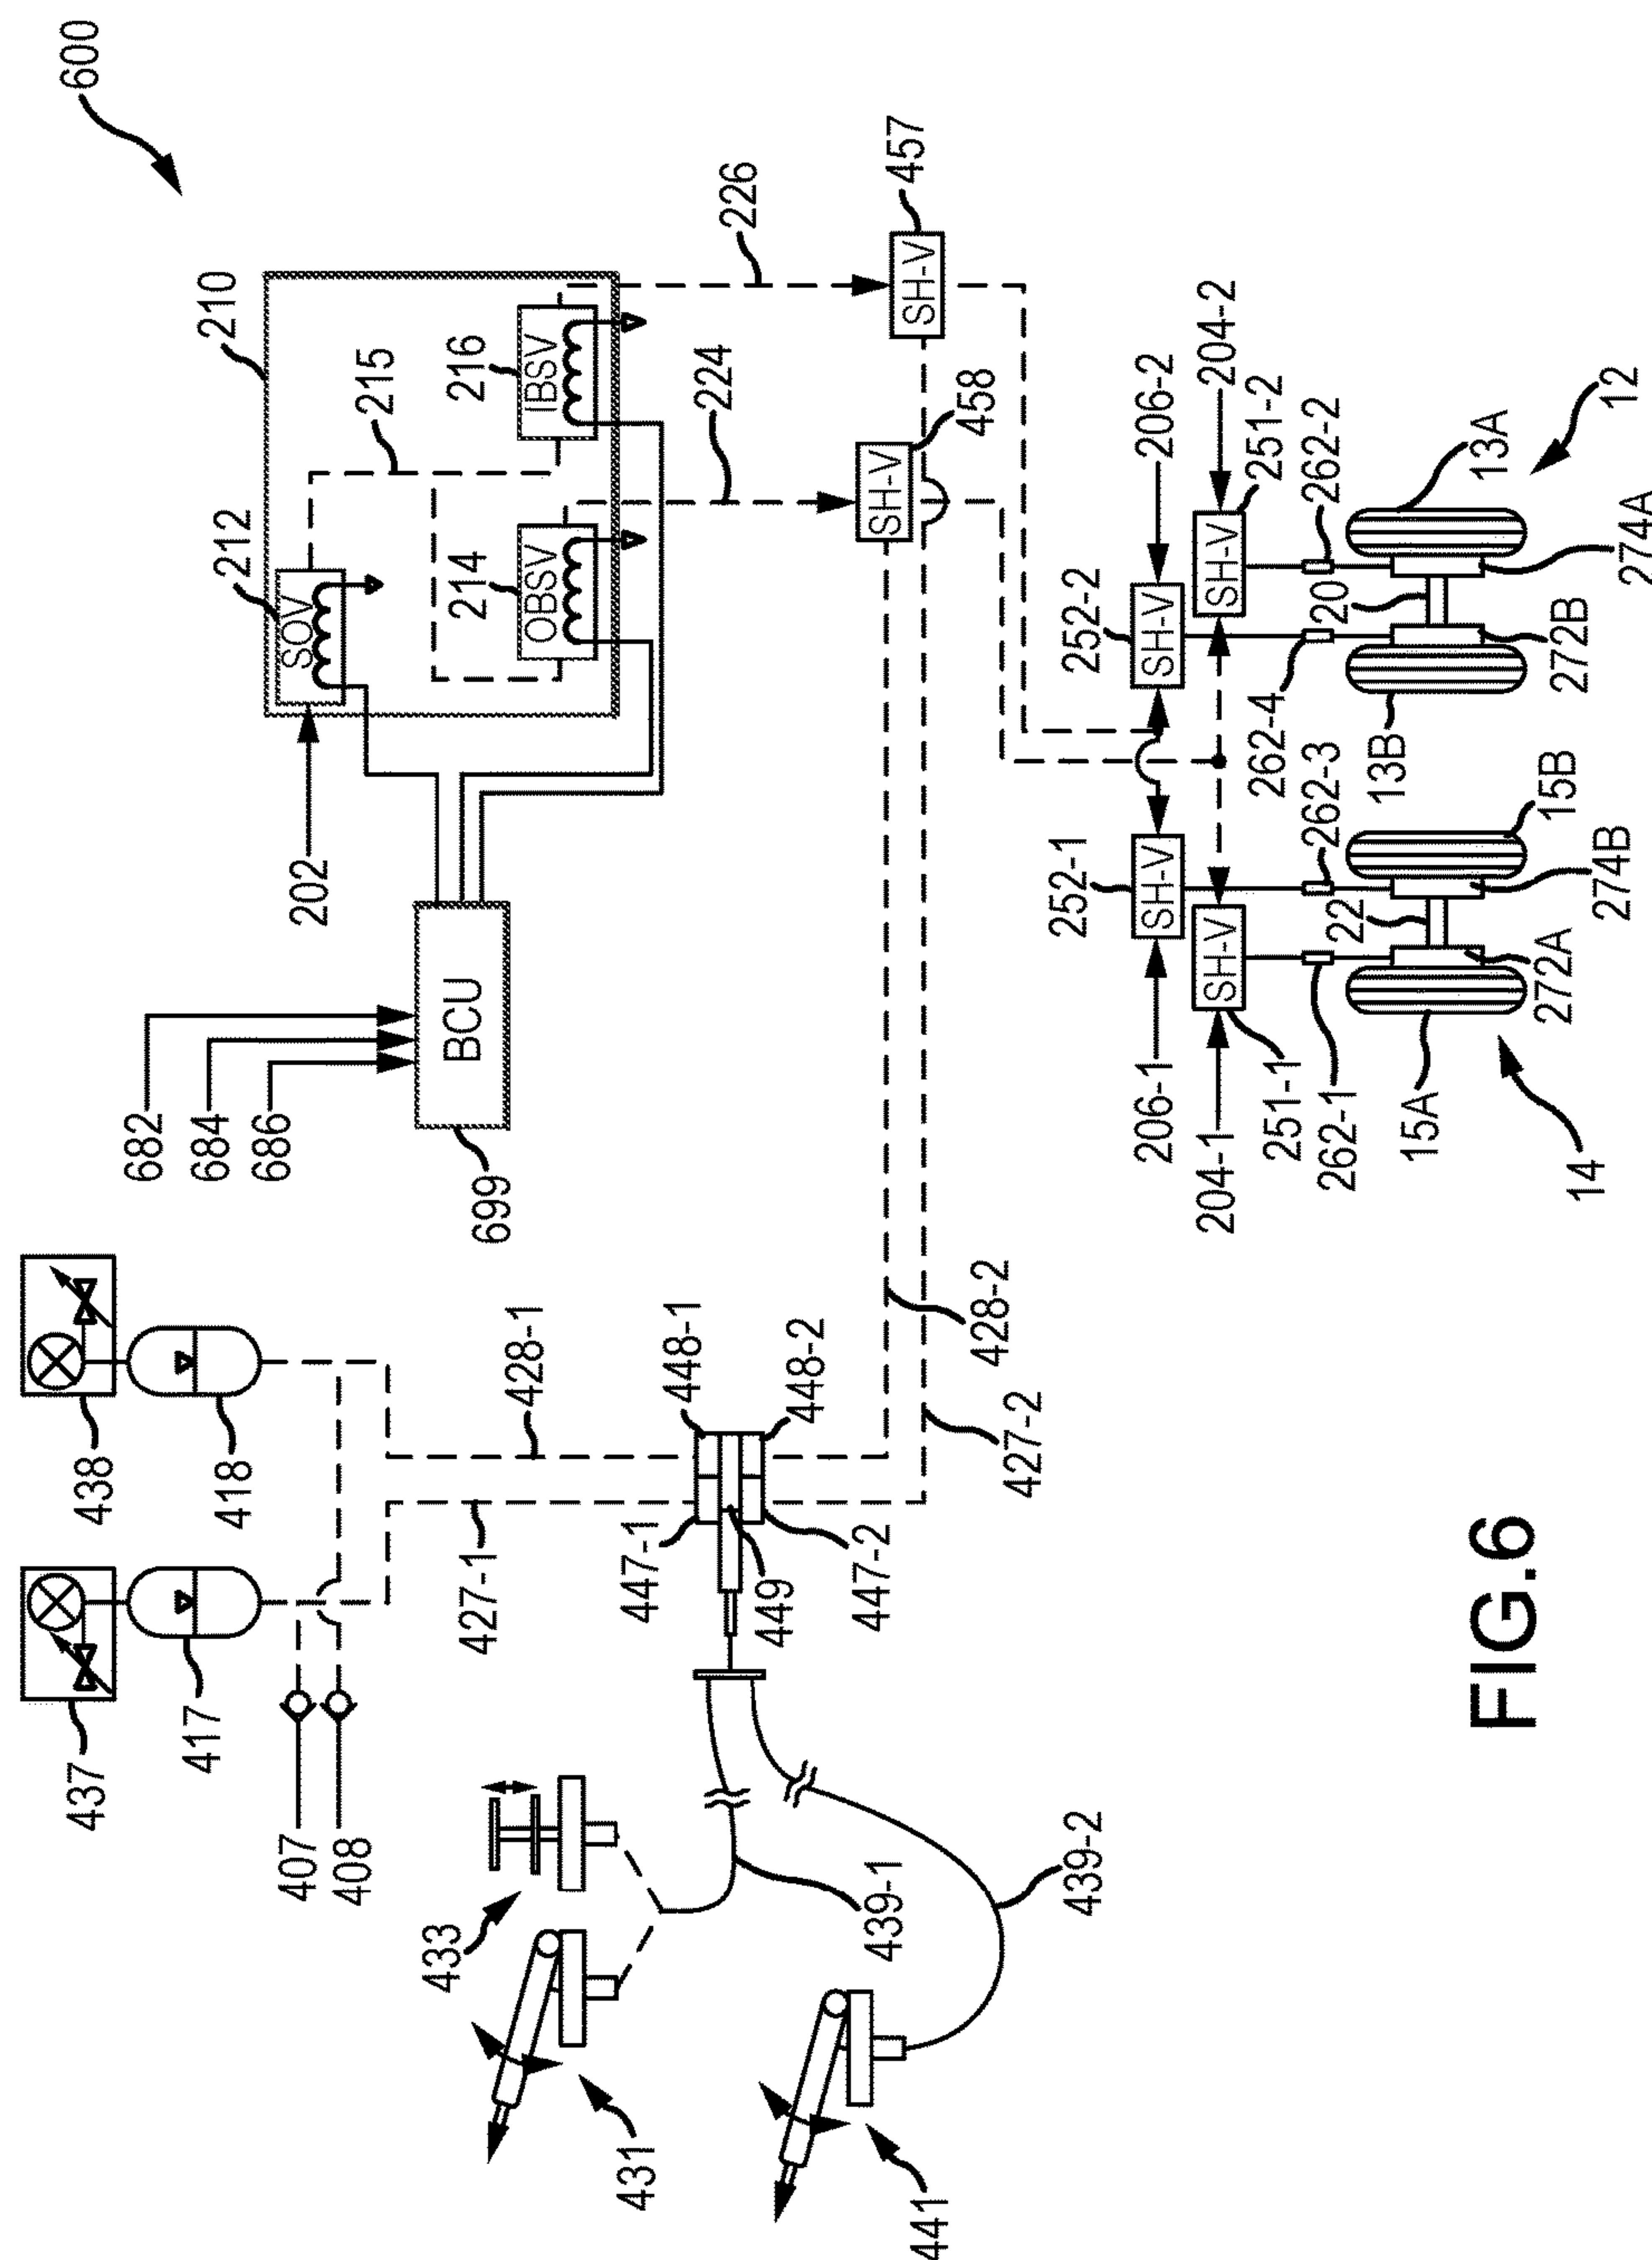 600
210
212
SOV
215
216
IBSV
214
OBSV
202
226
224
457
SH-V
458
SH-V
682
684
686
BCU
699
438
418
437
417
407
408
428-1
427-1
448-1
448-2
447-1
449
447-2
428-2
427-2
433
431
441
439-1
439-2
252-2
SH-V
206-2
204-2
SH-V
251-2
262-2
20
262-4
13A
12
274A
272B
13B
252-1
SH-V
206-1
204-1
SH-V
251-1
262-1
262-3
22
15B
274B
272A
15A
14
FIG.6